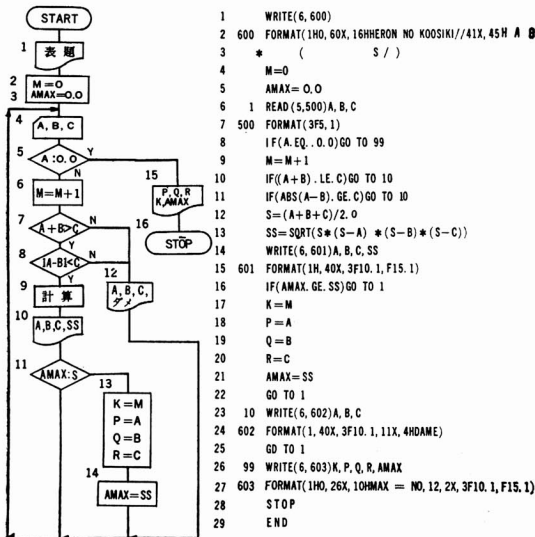 START
1
表題
2
M=0
3
AMAX=0.0
4
A, B, C
5
A:0.0
Y
N
15
P, Q, R
K, AMAX
6
M=M+1
16
STOP
7
A+B>C
N
Y
8
|A-B|<C
N
Y
12
A, B, C,
ダメ
9
計算
10
A,B,C,SS
11
AMAX:S
13
K=M
P=A
Q=B
R=C
14
AMAX=SS
1 WRITE(6, 600)
2 600 FORMAT(1H0, 60X, 16HHERON NO KOOSIKI//41X, 45H A B
3 * ( S / )
4 M=0
5 AMAX= 0.0
6 1 READ(5,500)A, B, C
7 500 FORMAT(3F5, 1)
8 IF(A. EQ. . 0. 0)GO TO 99
9 M=M+1
10 IF((A+B) . LE. C)GO TO 10
11 IF(ABS(A−B). GE. C)GO TO 10
12 S=(A+B+C)/2. 0
13 SS=SQRT(S*(S−A) *(S−B)*(S−C))
14 WRITE(6, 601)A, B, C, SS
15 601 FORMAT(1H, 40X, 3F10. 1, F15. 1)
16 IF(AMAX. GE. SS)GO TO 1
17 K=M
18 P=A
19 Q=B
20 R=C
21 AMAX=SS
22 GO TO 1
23 10 WRITE(6, 602)A, B, C
24 602 FORMAT(1, 40X, 3F10. 1, 11X, 4HDAME)
25 GD TO 1
26 99 WRITE(6, 603)K, P, Q, R, AMAX
27 603 FORMAT(1H0, 26X, 10HMAX = NO, 12, 2X, 3F10. 1, F15. 1)
28 STOP
29 END